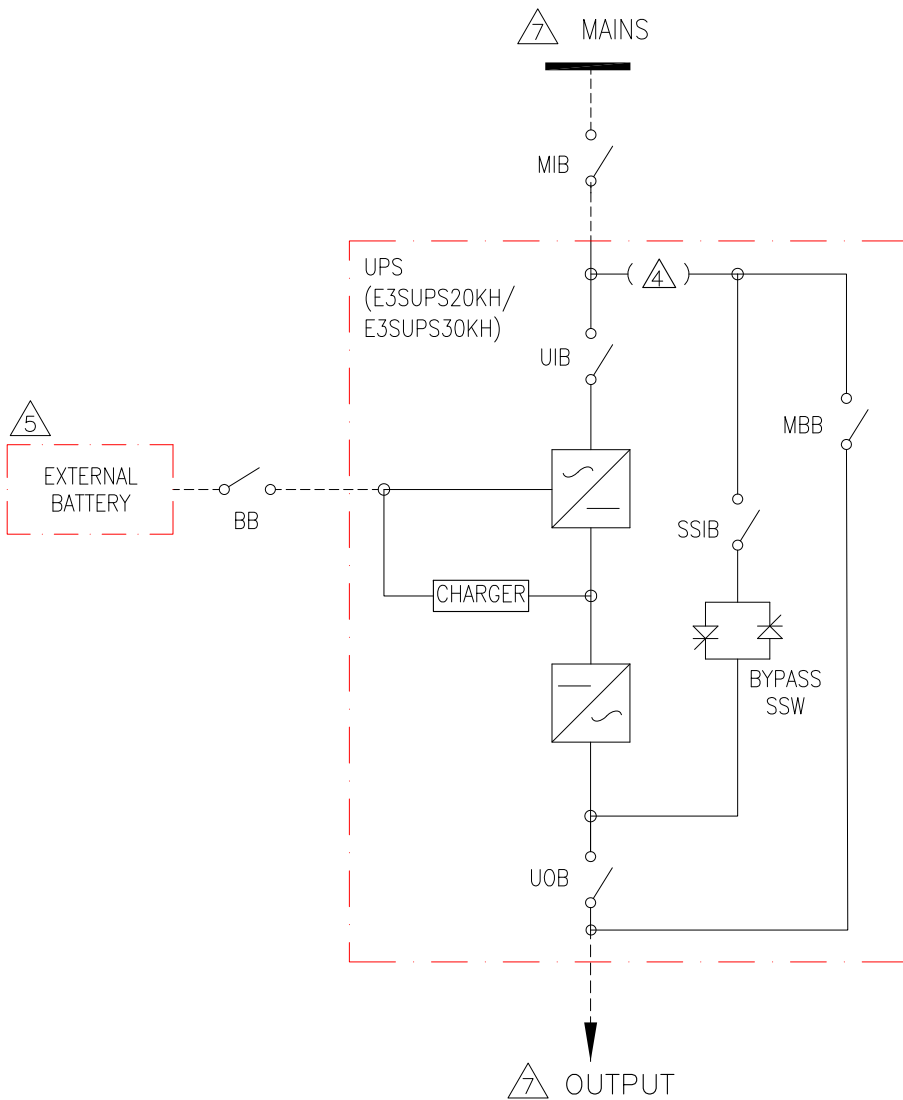 7 MAINS
MIB
UPS
(E3SUPS20KH/
E3SUPS30KH)
( 4 )
UIB
MBB
5
EXTERNAL
BATTERY
BB
SSIB
CHARGER
BYPASS
SSW
UOB
7 OUTPUT